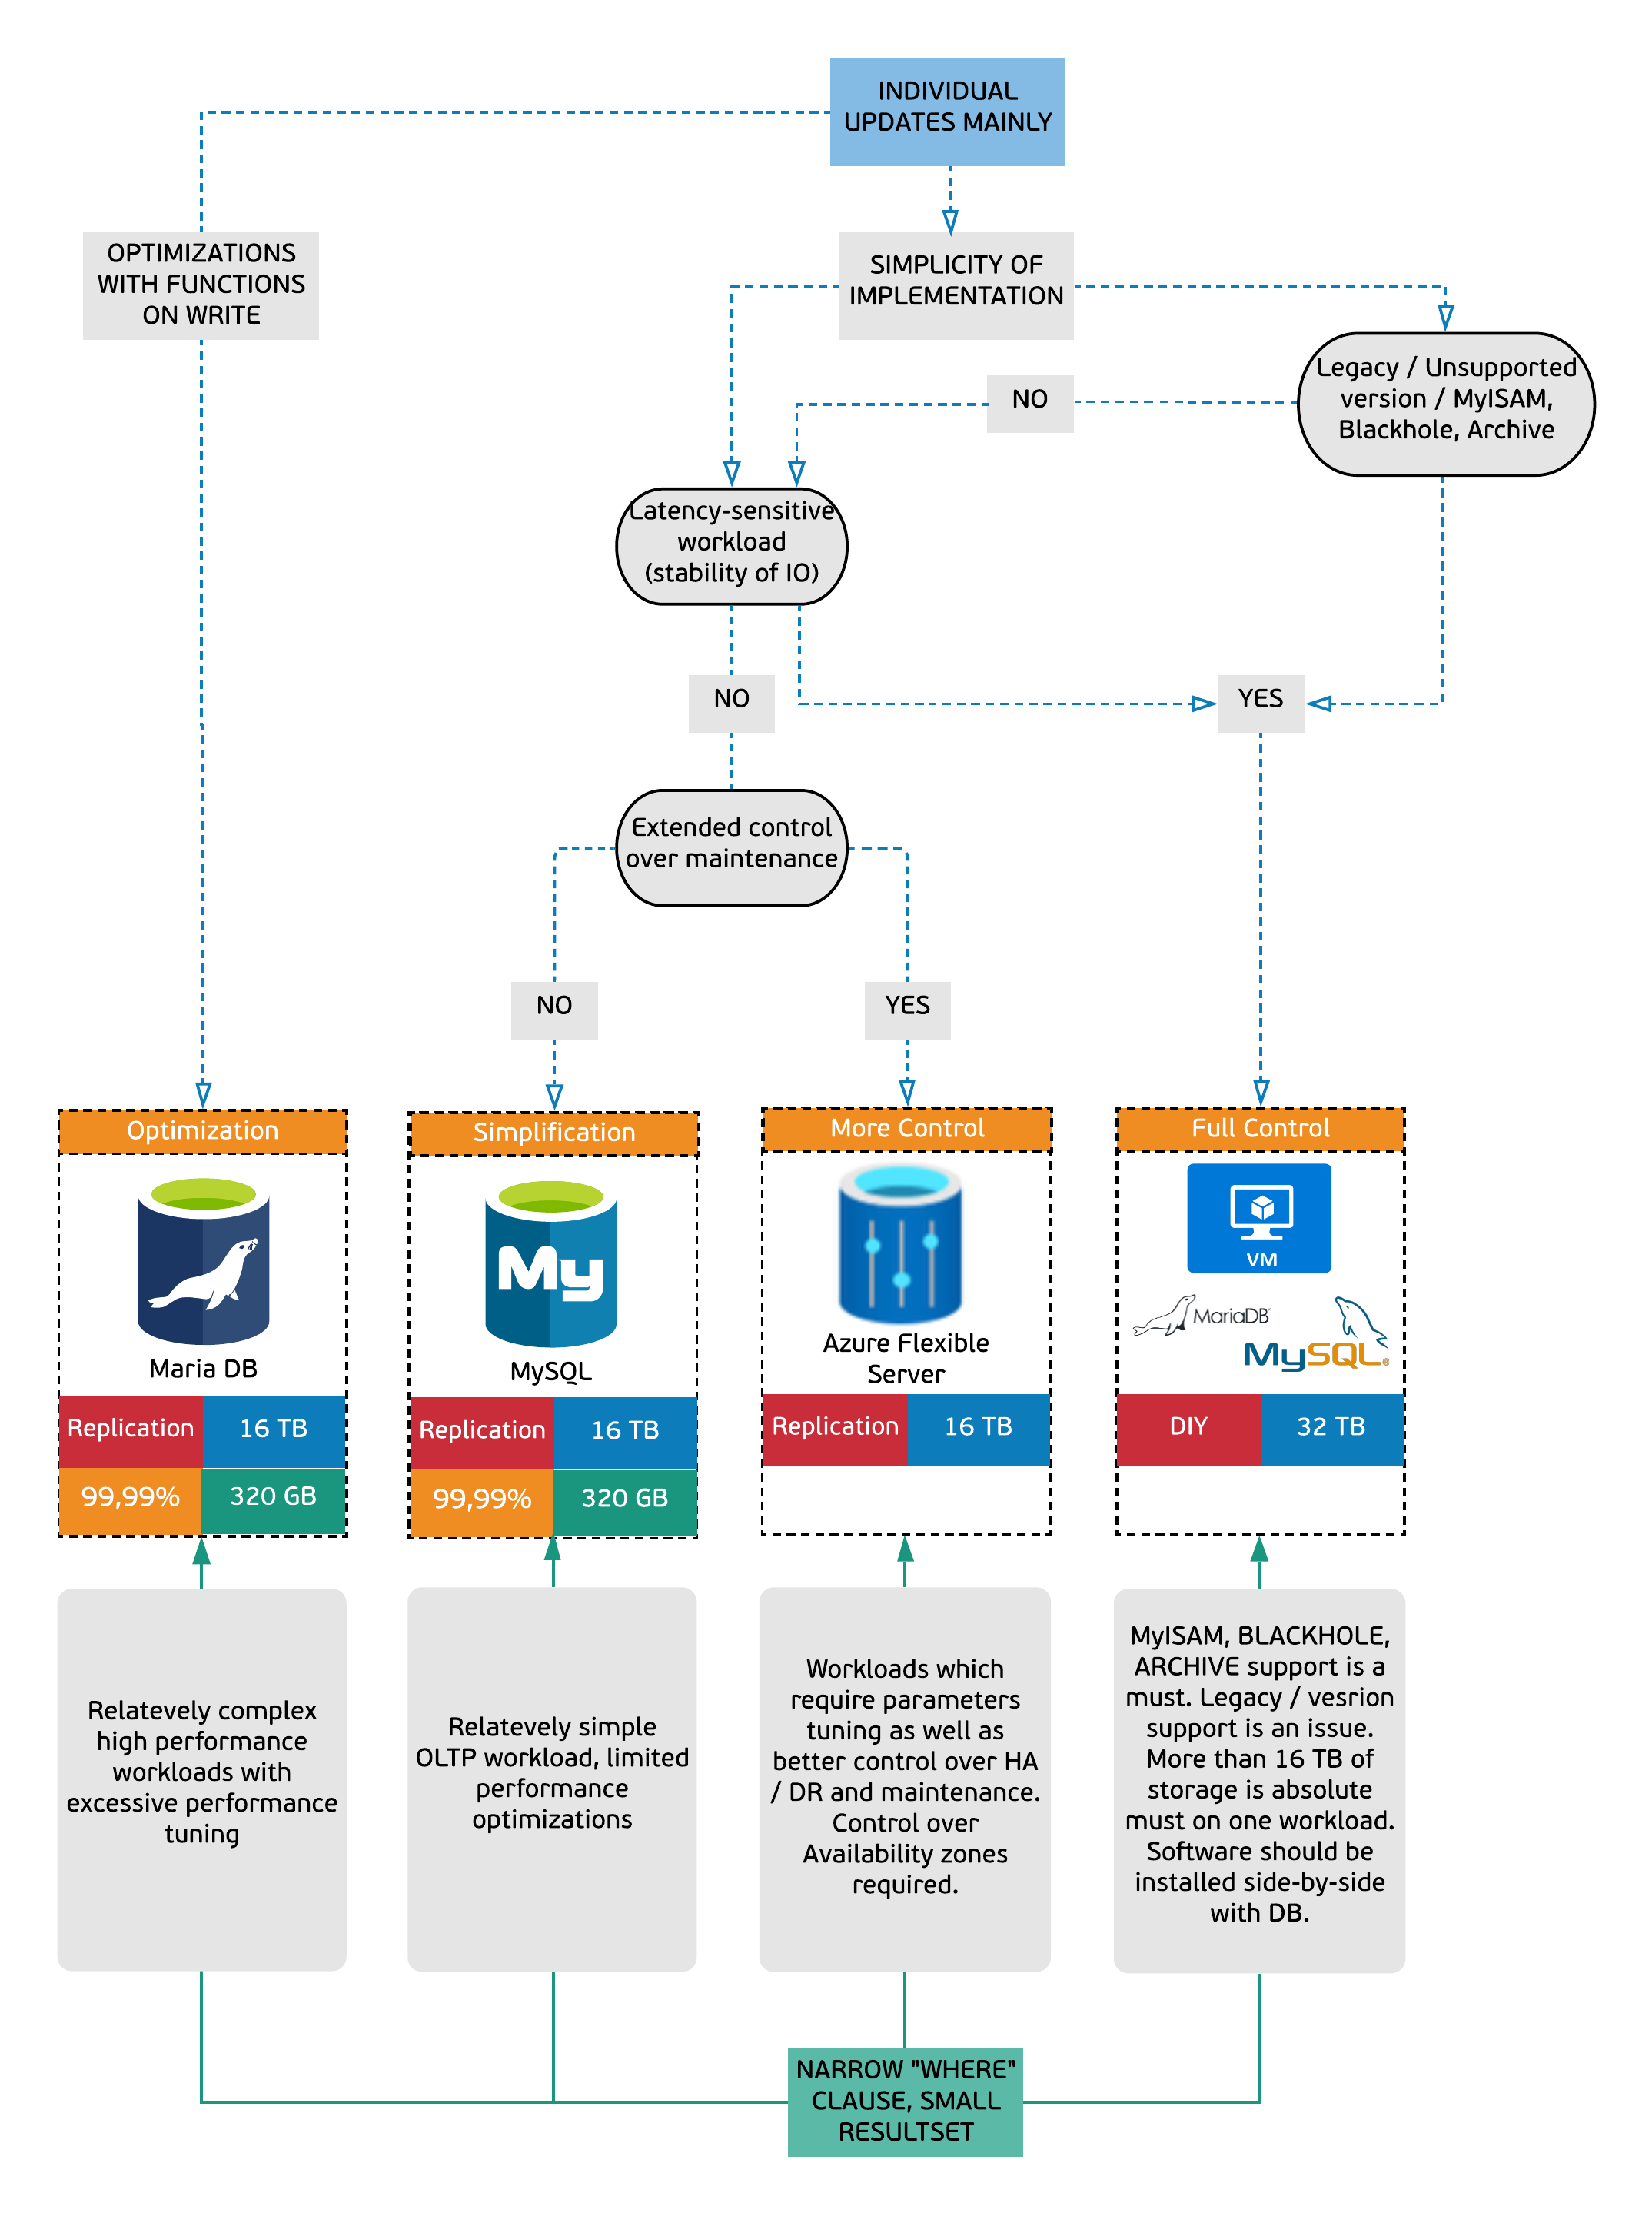 INDIVIDUAL
UPDATES MAINLY
OPTIMIZATIONS
WITH FUNCTIONS
ON WRITE
SIMPLICITY OF
IMPLEMENTATION
Legacy / Unsupported
version / MyISAM,
Blackhole, Archive
NO
Latency-sensitive
workload
(stability of IO)
NO
YES
Extended control
over maintenance
NO
YES
Optimization
Maria DB
Replication
16 TB
99,99%
320 GB
Simplification
My
MySQL
Replication
16 TB
99,99%
320 GB
More Control
Azure Flexible
Server
Replication
16 TB
Full Control
VM
MariaDB
MySQL®
DIY
32 TB
Relatevely complex
high performance
workloads with
excessive performance
tuning
Relatevely simple
OLTP workload, limited
performance
optimizations
Workloads which
require parameters
tuning as well as
better control over HA
/ DR and maintenance.
Control over
Availability zones
required.
MyISAM, BLACKHOLE,
ARCHIVE support is a
must. Legacy / vesrion
support is an issue.
More than 16 TB of
storage is absolute
must on one workload.
Software should be
installed side-by-side
with DB.
NARROW "WHERE"
CLAUSE, SMALL
RESULTSET